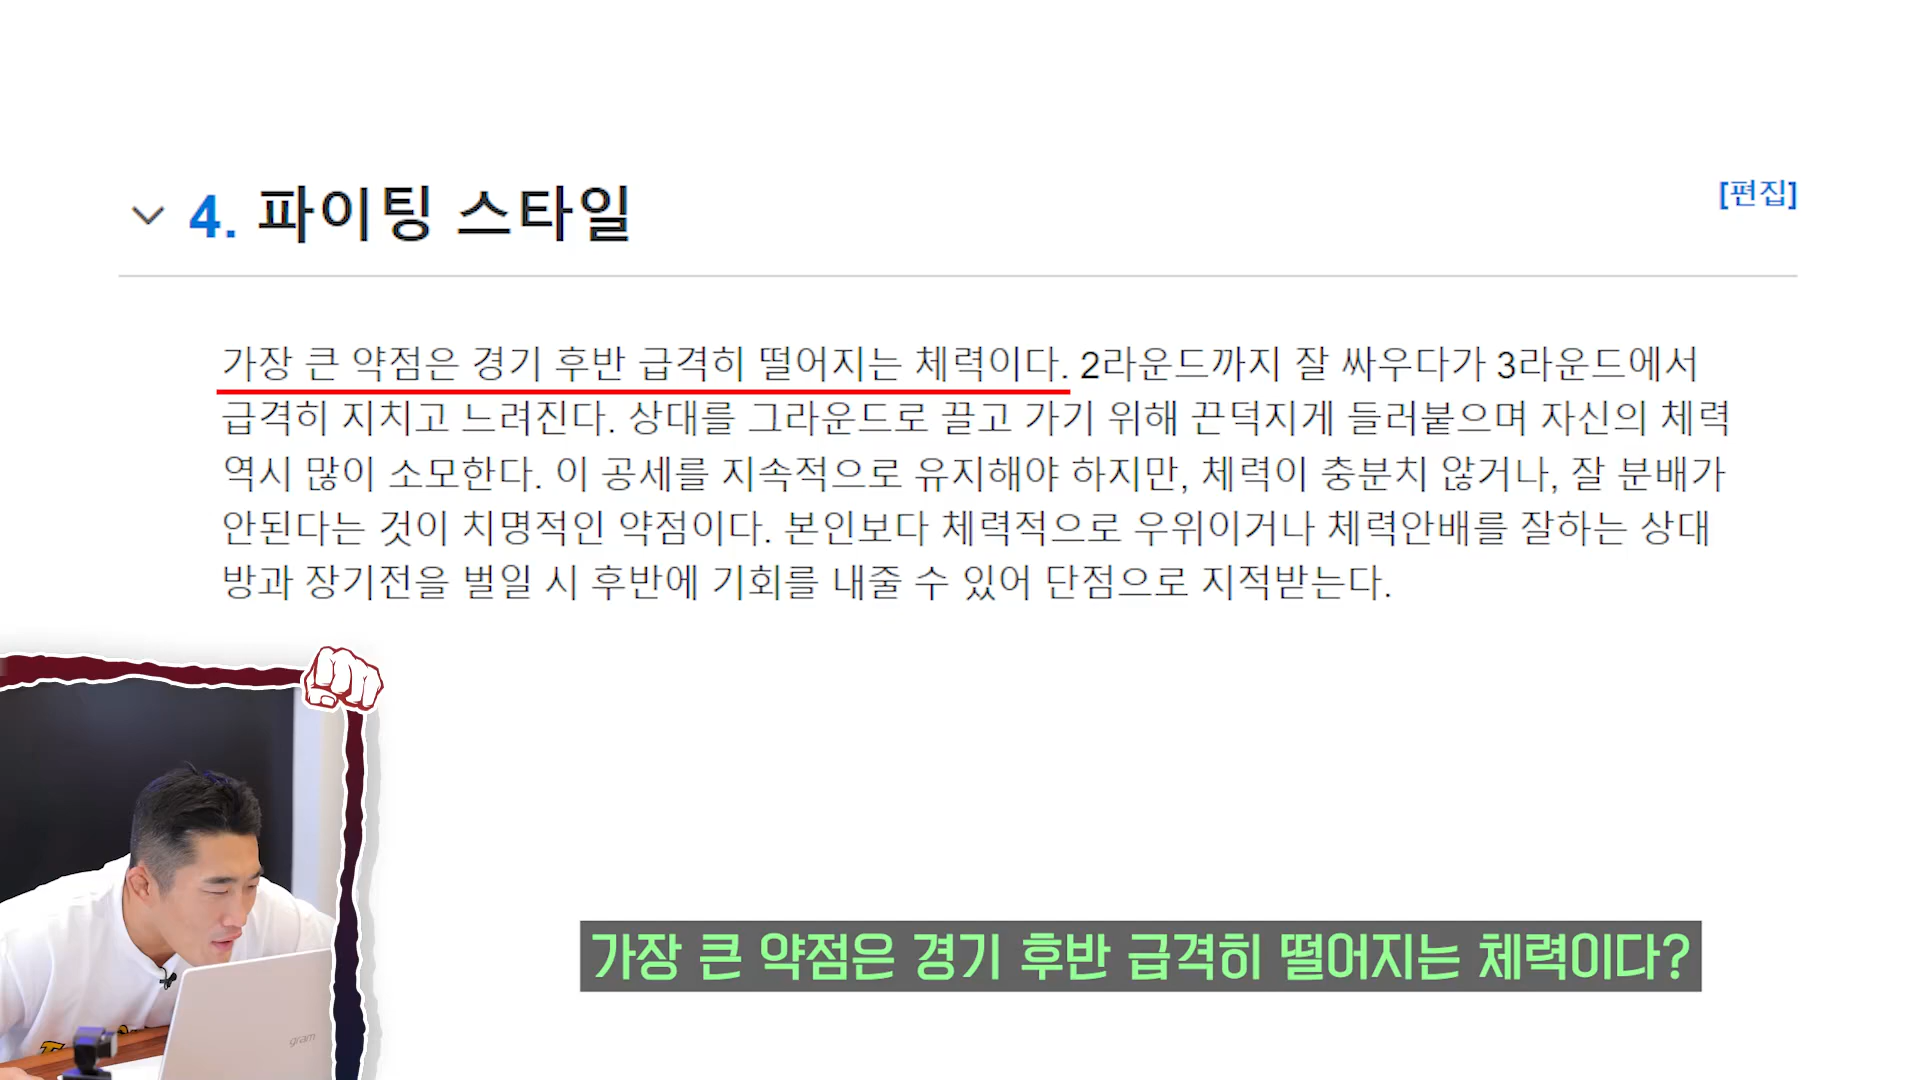 4. 파이팅 스타일
[편집]
가장 큰 약점은 경기 후반 급격히 떨어지는 체력이다. 2라운드까지 잘 싸우다가 3라운드에서
급격히 지치고 느려진다. 상대를 그라운드로 끌고 가기 위해 끈덕지게 들러붙으며 자신의 체력
역시 많이 소모한다. 이 공세를 지속적으로 유지해야 하지만, 체력이 충분치 않거나, 잘 분배가
안된다는 것이 치명적인 약점이다. 본인보다 체력적으로 우위이거나 체력안배를 잘하는 상대
방과 장기전을 벌일 시 후반에 기회를 내줄 수 있어 단점으로 지적받는다.
gram
가장 큰 약점은 경기 후반 급격히 떨어지는 체력이다?